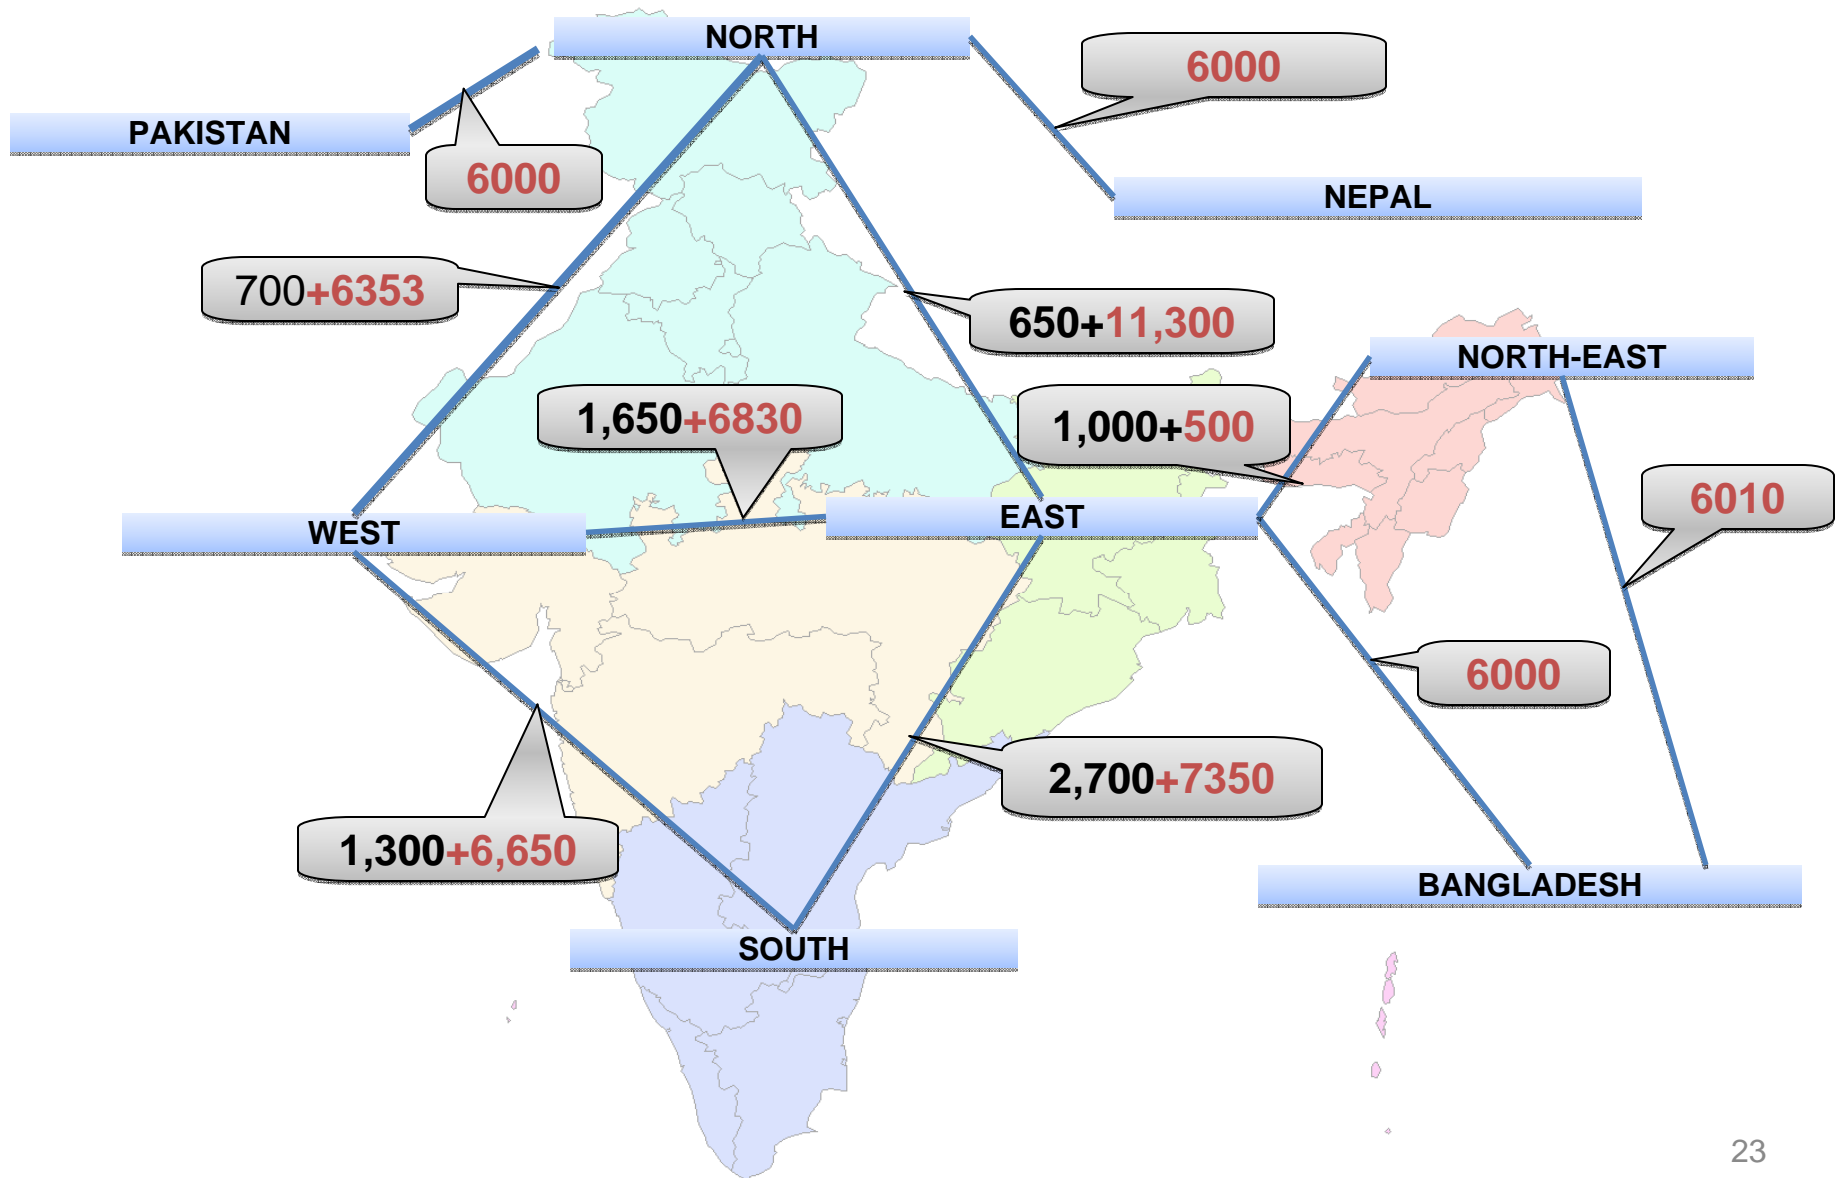 NORTH
6000
PAKISTAN
6000
NEPAL
700+6353
650+11,300
NORTH-EAST
1,650+6830
1,000+500
6010
WEST
EAST
6000
2,700+7350
1,300+6,650
BANGLADESH
SOUTH
23